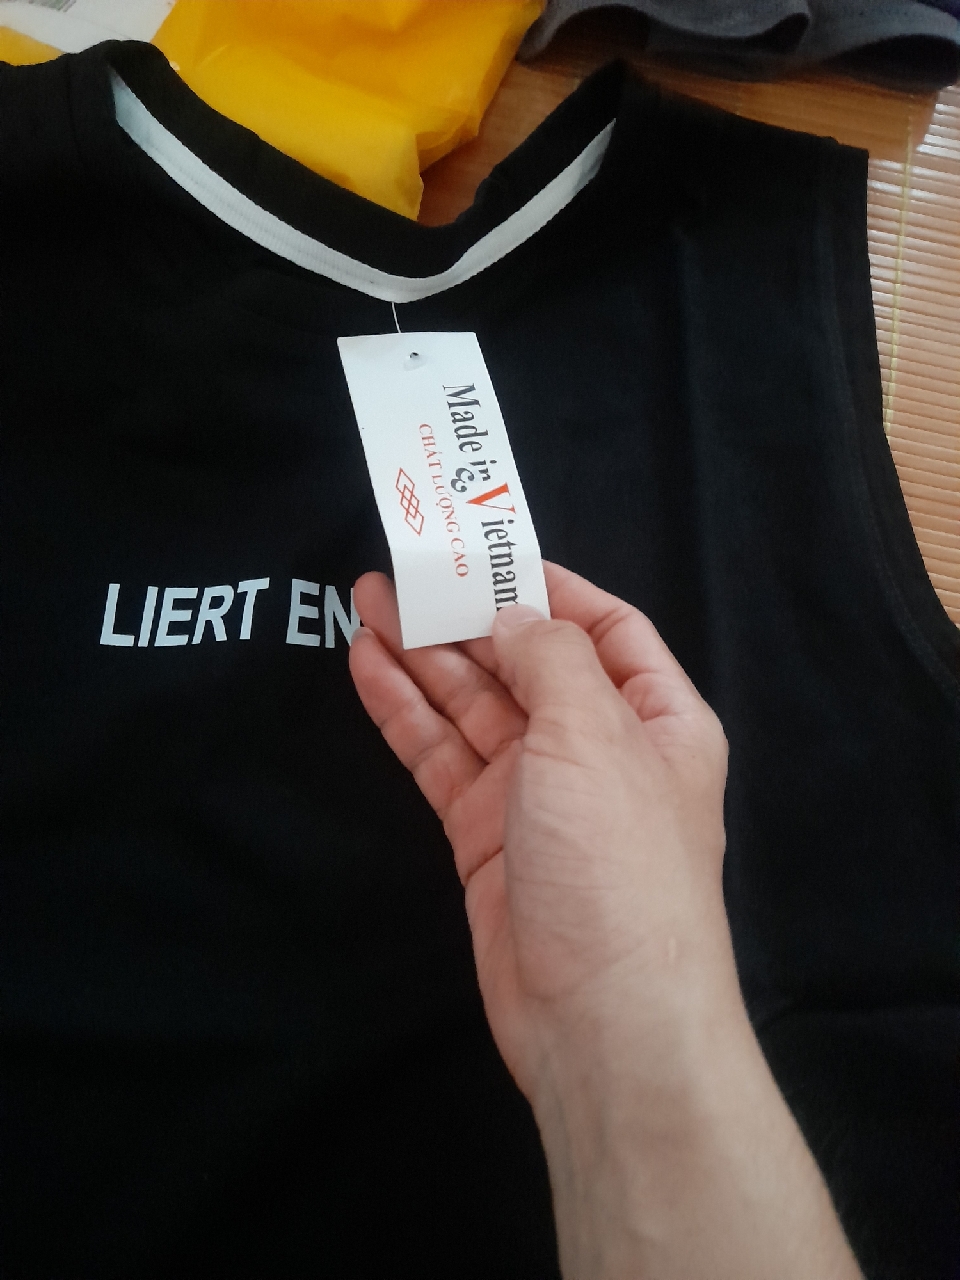 Made in
& Vietnam
CHẤT LƯỢNG CAO
LIERT EN